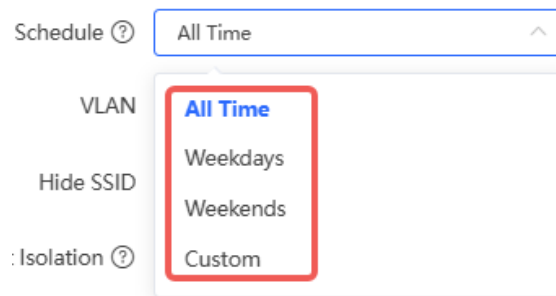 Schedule ? All Time
VLAN
All Time
Weekdays
Hide SSID
Weekends
: Isolation ?
Custom